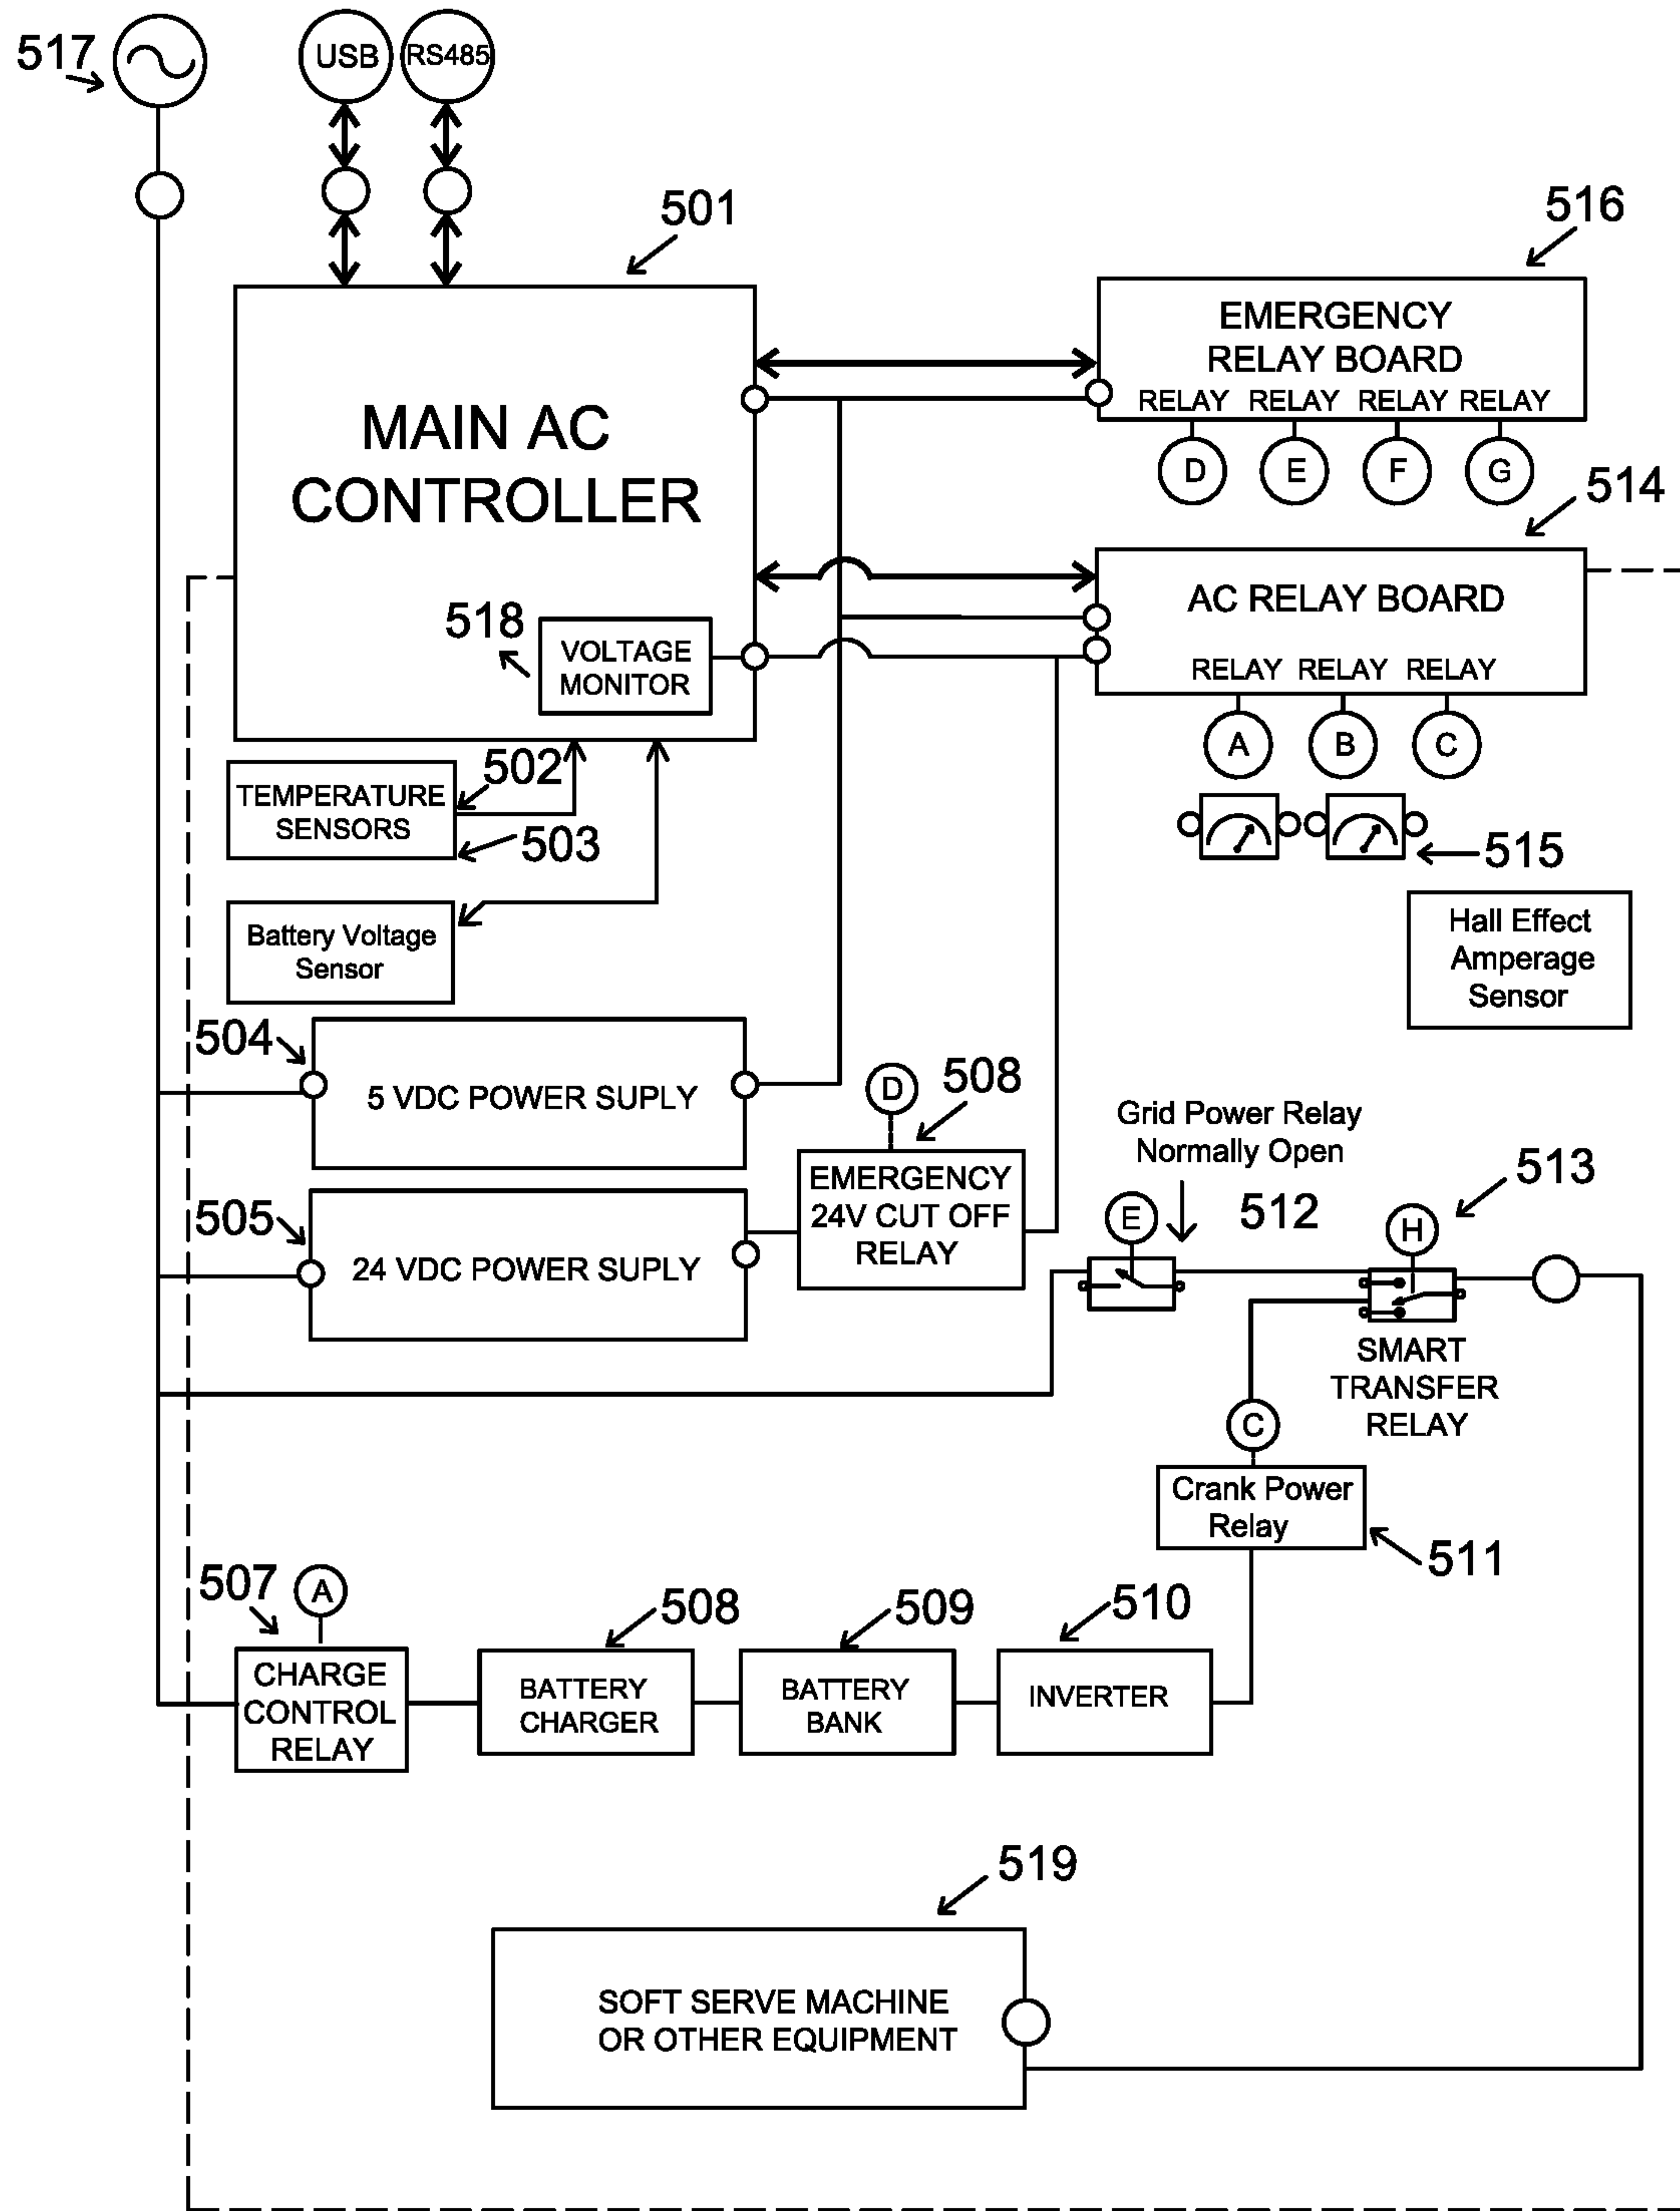 517
USB
RS485
501
516
EMERGENCY
RELAY BOARD
RELAY RELAY RELAY RELAY
D E F G
MAIN AC
CONTROLLER
514
AC RELAY BOARD
RELAY RELAY RELAY
A B C
518
VOLTAGE
MONITOR
502
TEMPERATURE
SENSORS
503
515
Hall Effect
Amperage
Sensor
Battery Voltage
Sensor
504
5 VDC POWER SUPLY
D
508
EMERGENCY
24V CUT OFF
RELAY
505
24 VDC POWER SUPLY
Grid Power Relay
Normally Open
E
512
513
H
SMART
TRANSFER
RELAY
C
Crank Power
Relay
511
507
A
CHARGE
CONTROL
RELAY
508
BATTERY
CHARGER
509
BATTERY
BANK
510
INVERTER
519
SOFT SERVE MACHINE
OR OTHER EQUIPMENT